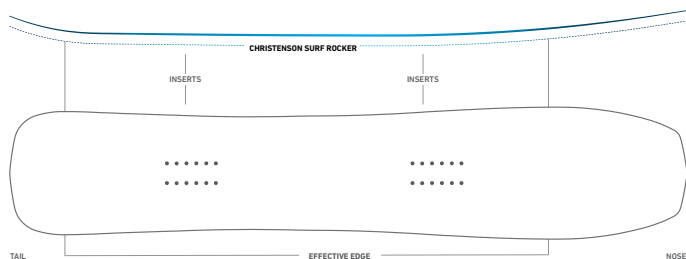 CHRISTENSON SURF ROCKER
INSERTS INSERTS
TAIL EFFECTIVE EDGE NOSE